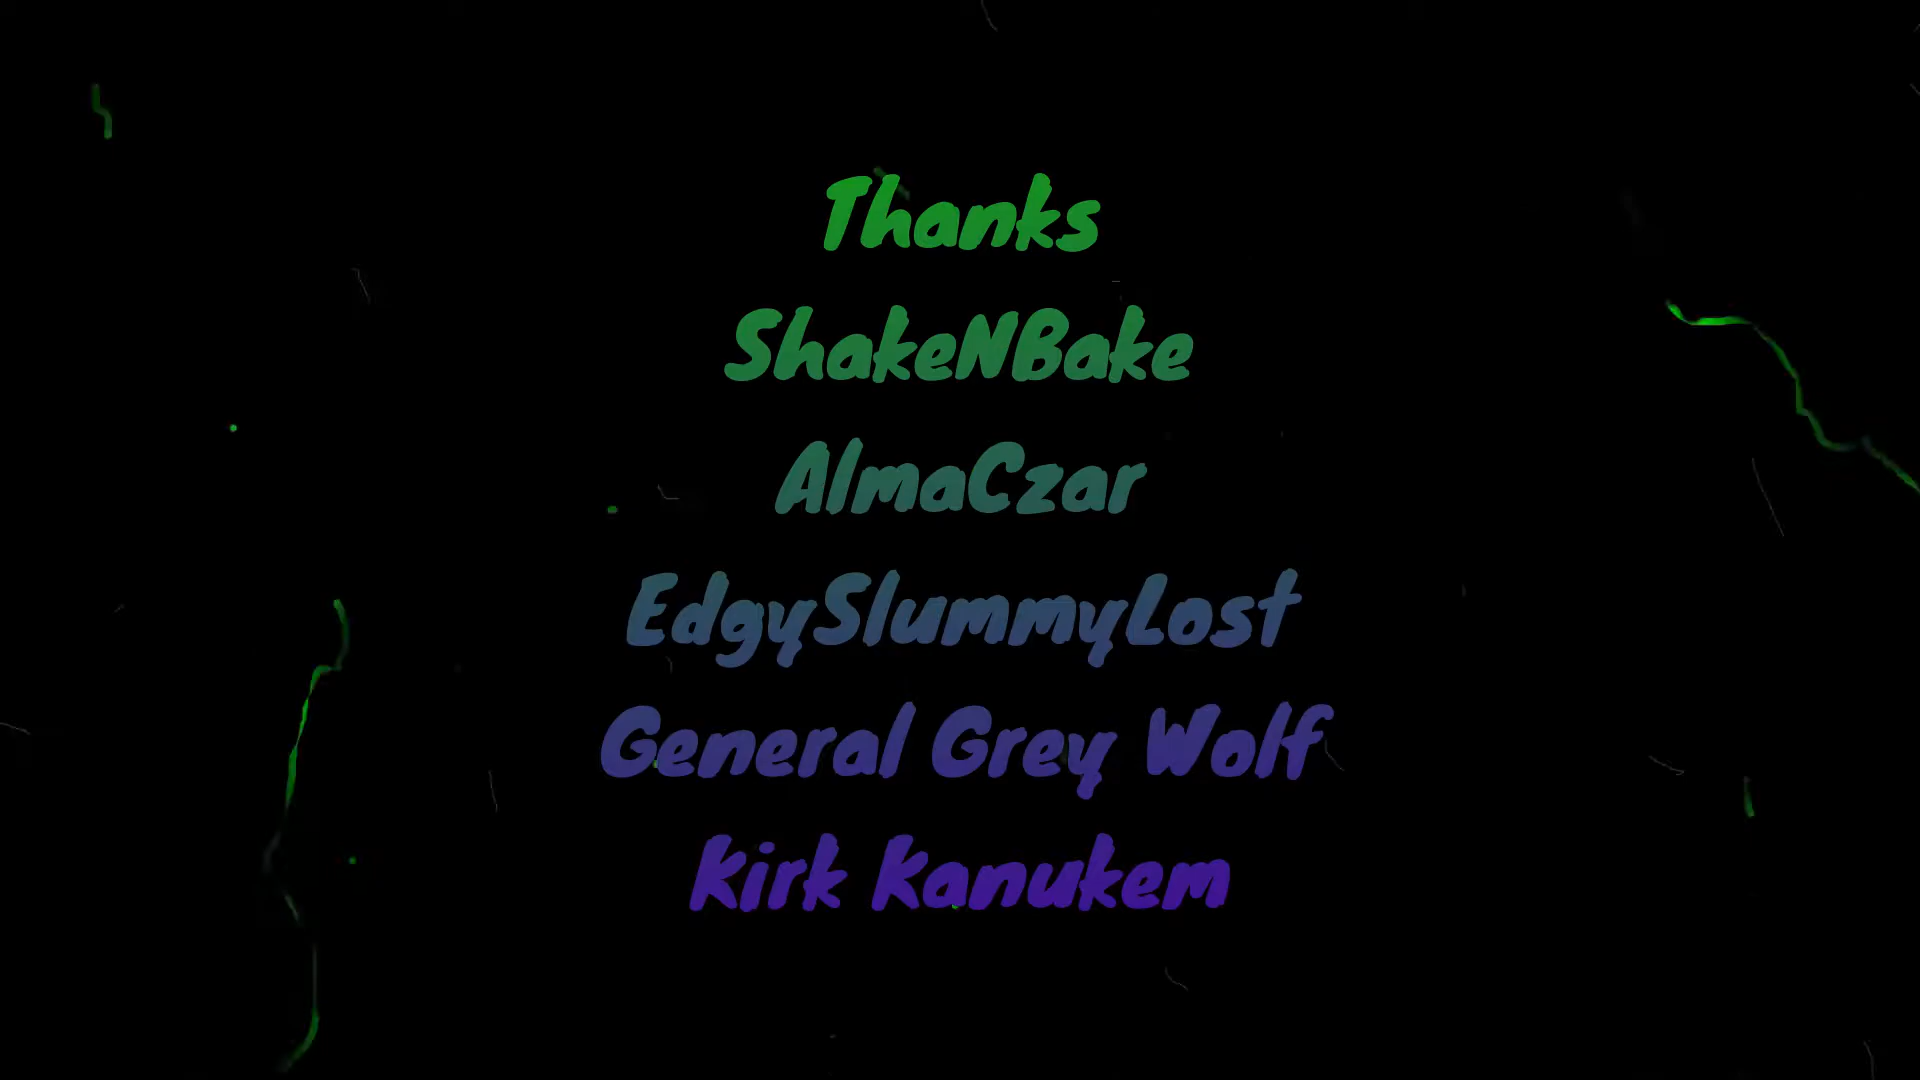 Thanks
ShakeNBake
AlmaCzar
EdgySlummyLost
General Grey Wolf
Kirk Kanukem